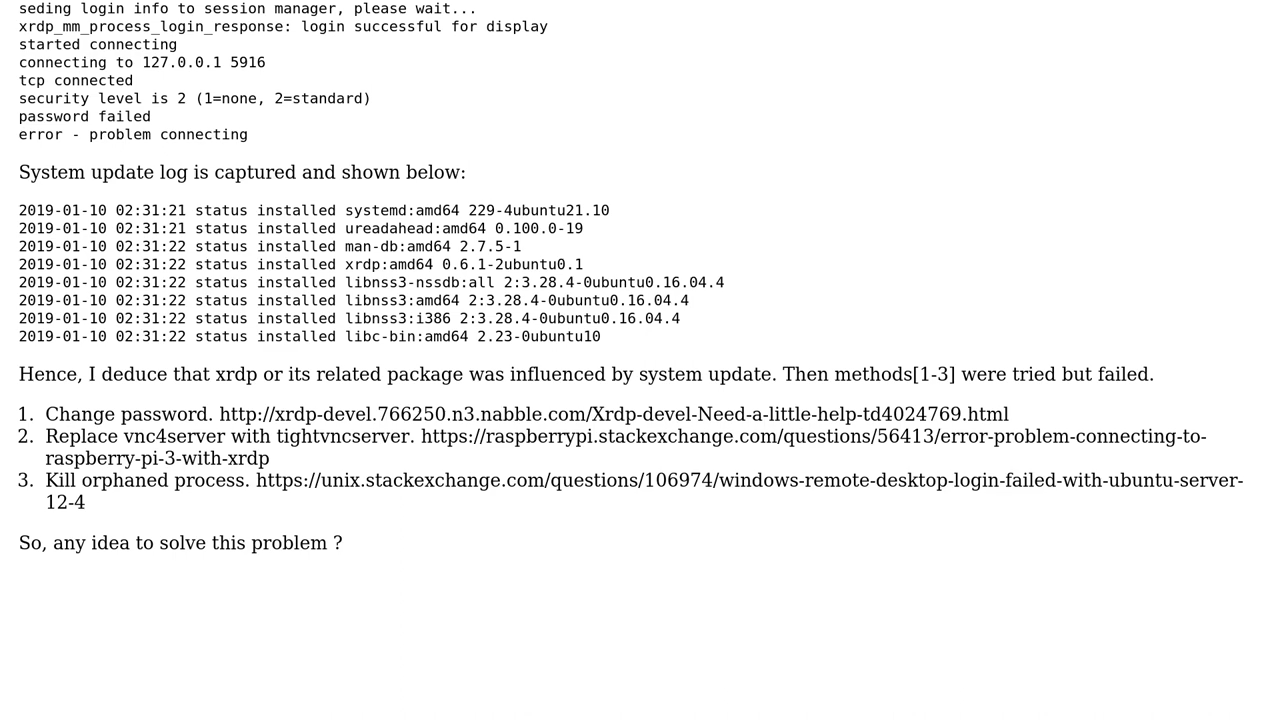 seding login info to session manager, please wait...
xrdp_mm_process_login_response: login successful for display
started connecting
connecting to 127.0.0.1 5916
tcp connected
security level is 2 (1=none, 2=standard)
password failed
error - problem connecting
System update log is captured and shown below:
2019-01-10 02:31:21 status installed systemd:amd64 229-4ubuntu21.10
2019-01-10 02:31:21 status installed ureadahead:amd64 0.100.0-19
2019-01-10 02:31:22 status installed man-db:amd64 2.7.5-1
2019-01-10 02:31:22 status installed xrdp:amd64 0.6.1-2ubuntu0.1
2019-01-10 02:31:22 status installed libnss3-nssdb:all 2:3.28.4-0ubuntu0.16.04.4
2019-01-10 02:31:22 status installed libnss3:amd64 2:3.28.4-0ubuntu0.16.04.4
2019-01-10 02:31:22 status installed libnss3:i386 2:3.28.4-0ubuntu0.16.04.4
2019-01-10 02:31:22 status installed libc-bin:amd64 2.23-0ubuntu10
Hence, I deduce that xrdp or its related package was influenced by system update. Then methods[1-3] were tried but failed.
1. Change password. http://xrdp-devel.766250.n3.nabble.com/Xrdp-devel-Need-a-little-help-td4024769.html
2. Replace vnc4server with tightvncserver. https://raspberrypi.stackexchange.com/questions/56413/error-problem-connecting-to-
raspberry-pi-3-with-xrdp
3. Kill orphaned process. https://unix.stackexchange.com/questions/106974/windows-remote-desktop-login-failed-with-ubuntu-server-
12-4
So, any idea to solve this problem ?